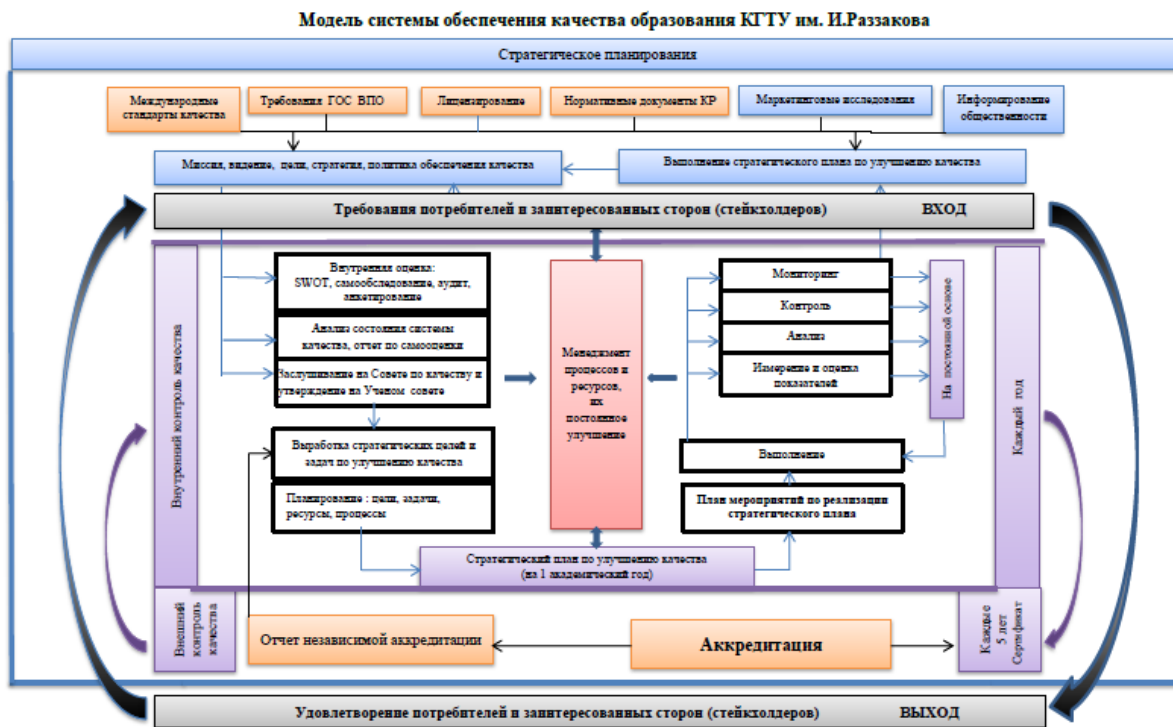 Модель системы обеспечения качества образования КГТУ им. И.Раззакова
Стратегическое планирования
Международные
стандарты качества
Требования ГОС ВПО
Лицензирование
Нормативные документы КР
Маркетинговые исследования
Информирование
общественности
Миссия, видение, цели, стратегия, политика обеспечения качества
Выполнение стратегического плана по улучшению качества
Требования потребителей и заинтересованных сторон (стейкхолдеров) ВХОД
Внутренний контроль качества
Внутренняя оценка:
SWOT, самообследование, аудит,
анкетирование
Анализ состояния системы
качества, отчет по самооценки
Заслушивание на Совете по качеству и
утверждение на Ученом совете
Выработка стратегических целей и
задач по улучшению качества
Планирование : цели, задачи,
ресурсы, процессы
Менеджмент
процессов и
ресурсов,
их
постоянное
улучшение
Мониторинг
Контроль
Анализ
Измерение и оценка
показателей
На постоянной основе
Выполнение
План мероприятий по реализации
стратегического плана
Каждый год
Стратегический план по улучшению качества
(на 1 академический год)
Внешний
контроль
качества
Отчет независимой аккредитации
Аккредитация
Каждые
5 лет
Сертификат
Удовлетворение потребителей и заинтересованных сторон (стейкхолдеров) ВЫХОД